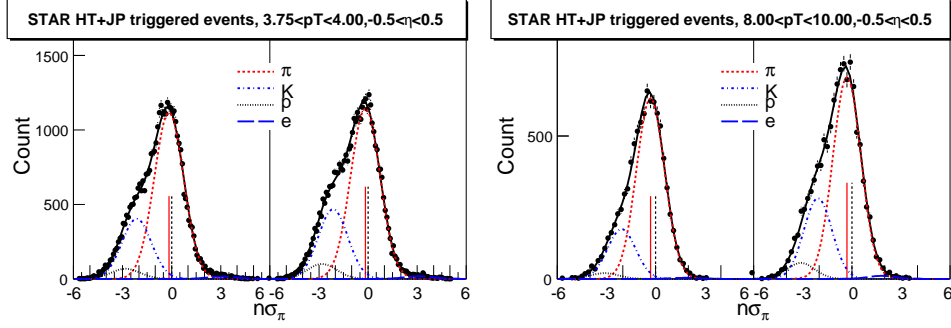 STAR HT+JP triggered events, 3.75<pT<4.00,-0.5<η<0.5
1500
1000
500
0
Count
π
K
p
e
-6 -3 0 3 -6 -3 0 3 6
nσπ
STAR HT+JP triggered events, 8.00<pT<10.00,-0.5<η<0.5
500
0
Count
π
K
p
e
-6 -3 0 3 -6 -3 0 3 6
nσπ